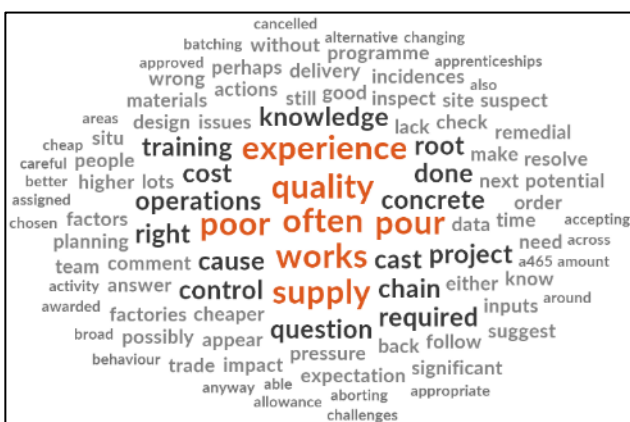 cancelled
alternative changing
batching without programme
approved perhaps delivery apprenticeships
wrong actions incidences also
materials still good inspect site suspect
areas design issues knowledge lack check remedial
cheap situ training experience root make resolve
careful people cost done
better higher lots quality next potential
assigned operations concrete order
chosen factors right poor often pour data time accepting
planning works need across
team comment cause cast project a465 amount
activity answer control supply chain either know around
awarded factories cheaper required inputs
broad possibly appear question back follow suggest
behaviour trade impact pressure significant
anyway able expectation appropriate
allowance aborting
challenges